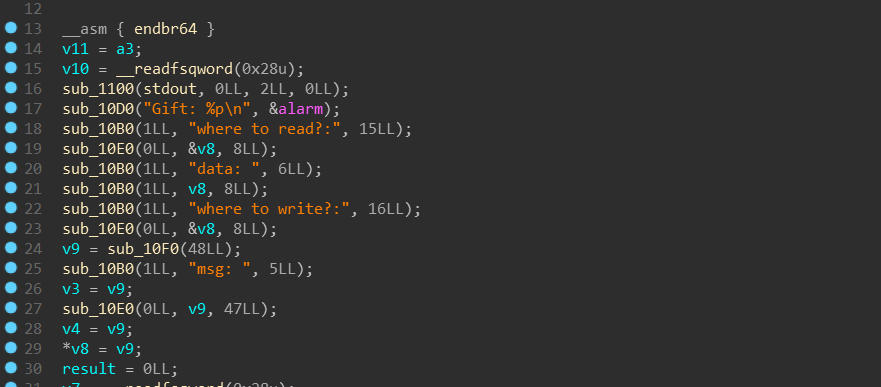 12
13 __asm { endbr64 }
14 v11 = a3;
15 v10 = __readfsqword(0x28u);
16 sub_1100(stdout, 0LL, 2LL, 0LL);
17 sub_10D0("Gift: %p\n", &alarm);
18 sub_10B0(1LL, "where to read?:", 15LL);
19 sub_10E0(0LL, &v8, 8LL);
20 sub_10B0(1LL, "data: ", 6LL);
21 sub_10B0(1LL, v8, 8LL);
22 sub_10B0(1LL, "where to write?:", 16LL);
23 sub_10E0(0LL, &v8, 8LL);
24 v9 = sub_10F0(48LL);
25 sub_10B0(1LL, "msg: ", 5LL);
26 v3 = v9;
27 sub_10E0(0LL, v9, 47LL);
28 v4 = v9;
29 *v8 = v9;
30 result = 0LL;